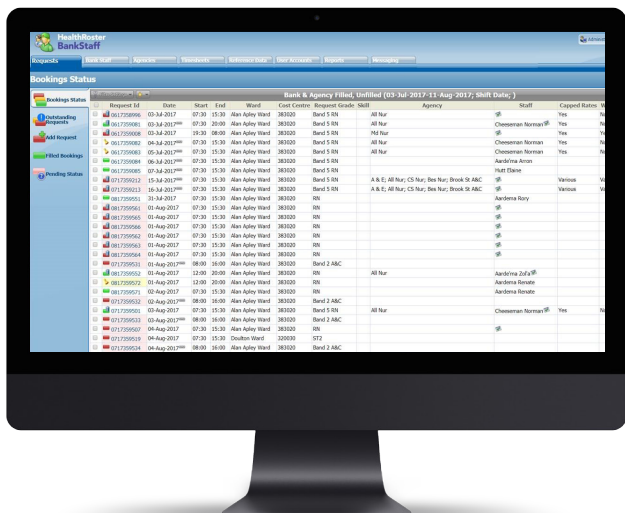 HealthRoster
BankStaff
Requests Bank Staff Agencies Timesheets Reference Data User Accounts Reports Messaging
Bookings Status
Bookings Status
Outstanding Requests
Add Request
Filled Bookings
Pending Status
Bank & Agency Filled, Unfilled (03-Jul-2017-11-Aug-2017; Shift Date; )
Request Id Date Start End Ward Cost Centre Request Grade Skill Agency Staff Capped Rates
0617358996 03-Jul-2017 07:30 15:30 Alan Apley Ward 383020 Band 5 RN All Nur Yes
0617359081 03-Jul-2017 07:30 20:00 Alan Apley Ward 383020 Band 5 RN All Nur Cheeseman Norman Yes
0617359008 03-Jul-2017 19:30 08:00 Alan Apley Ward 383020 Band 5 RN Md Nur Yes
0617359082 04-Jul-2017 07:30 15:30 Alan Apley Ward 383020 Band 5 RN All Nur Cheeseman Norman Yes
0617359083 05-Jul-2017 07:30 15:30 Alan Apley Ward 383020 Band 5 RN All Nur Cheeseman Norman Yes
0617359084 06-Jul-2017 07:30 15:30 Alan Apley Ward 383020 Band 5 RN Aarde'ma Arron
0617359085 07-Jul-2017 07:30 15:30 Alan Apley Ward 383020 Band 5 RN Hutt Elaine
0717359212 15-Jul-2017 07:30 15:30 Alan Apley Ward 383020 Band 5 RN A & E; All Nur; CS Nur; Bes Nur; Brook St A&C Various
0717359213 16-Jul-2017 07:30 15:30 Alan Apley Ward 383020 Band 5 RN A & E; All Nur; CS Nur; Bes Nur; Brook St A&C Various
0817359551 31-Jul-2017 07:30 15:30 Alan Apley Ward 383020 RN Aardema Rory
0817359561 01-Aug-2017 07:30 15:30 Alan Apley Ward 383020 RN
0817359565 01-Aug-2017 07:30 15:30 Alan Apley Ward 383020 RN
0817359566 01-Aug-2017 07:30 15:30 Alan Apley Ward 383020 RN
0817359562 01-Aug-2017 07:30 15:30 Alan Apley Ward 383020 RN
0817359563 01-Aug-2017 07:30 15:30 Alan Apley Ward 383020 RN
0817359564 01-Aug-2017 07:30 15:30 Alan Apley Ward 383020 RN
0717359531 01-Aug-2017 08:00 16:00 Alan Apley Ward 383020 Band 2 A&C
0817359552 01-Aug-2017 12:00 20:00 Alan Apley Ward 383020 RN All Nur Aarde'ma Zol'a
0817359572 01-Aug-2017 12:00 20:00 Alan Apley Ward 383020 RN Aardema Renate
0817359571 02-Aug-2017 07:30 15:30 Alan Apley Ward 383020 RN Aardema Renate
0717359532 02-Aug-2017 08:00 16:00 Alan Apley Ward 383020 Band 2 A&C
0817359501 03-Aug-2017 07:30 15:30 Alan Apley Ward 383020 Band 5 RN All Nur Cheeseman Norman Yes
0717359533 03-Aug-2017 08:00 16:00 Alan Apley Ward 383020 Band 2 A&C
0717359507 04-Aug-2017 07:30 15:30 Alan Apley Ward 383020 RN
0717359519 04-Aug-2017 07:30 15:30 Doulton Ward 320030 ST2
0717359534 04-Aug-2017 08:00 16:00 Alan Apley Ward 383020 Band 2 A&C